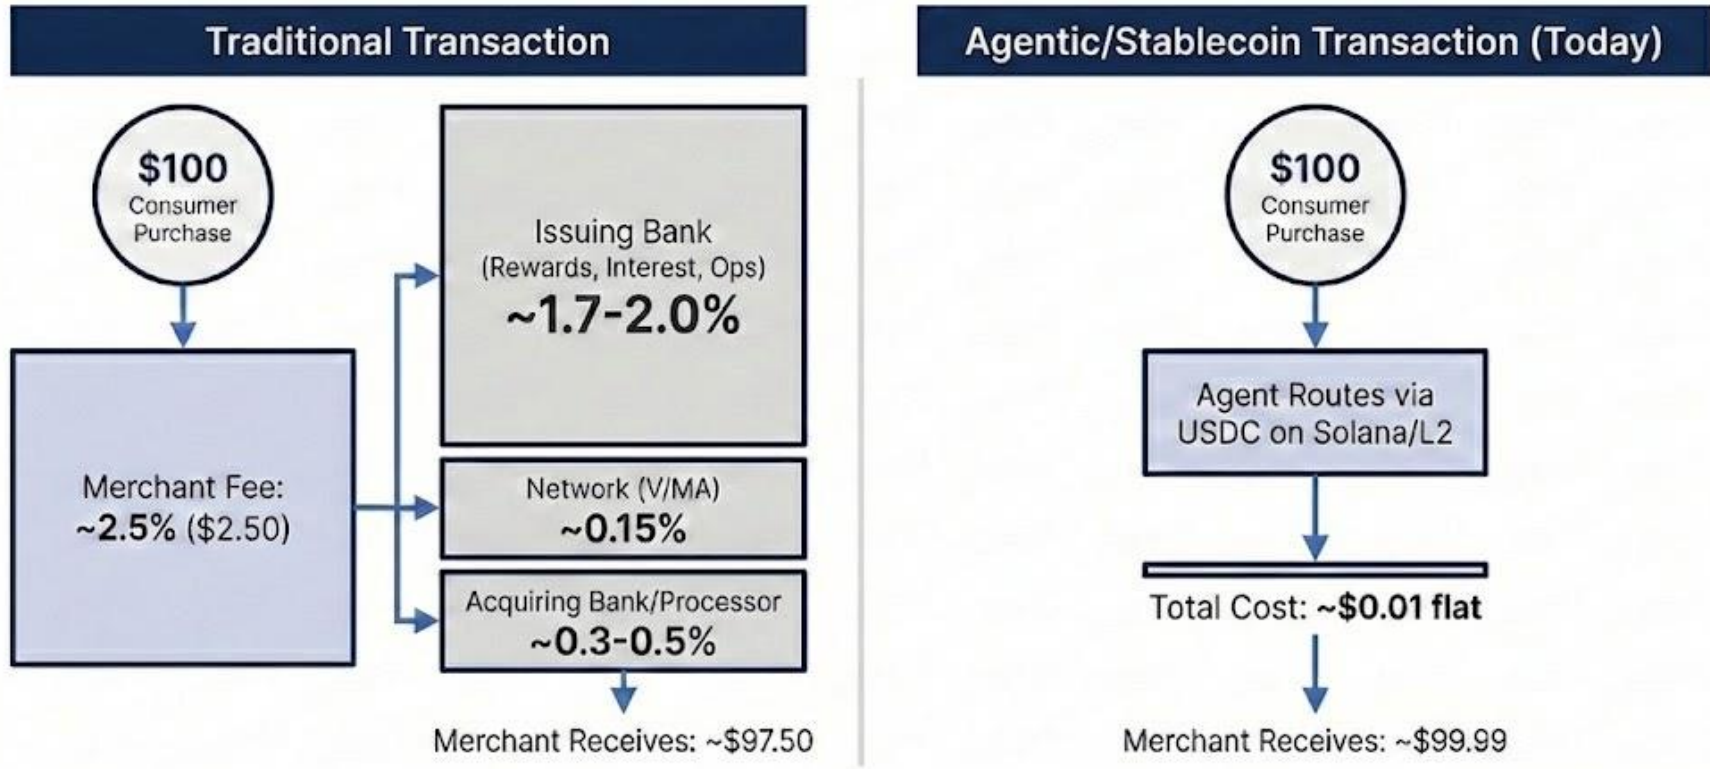 Traditional Transaction
$100
Consumer
Purchase
Merchant Fee:
~2.5% ($2.50)
Issuing Bank
(Rewards, Interest, Ops)
~1.7-2.0%
Network (V/MA)
~0.15%
Acquiring Bank/Processor
~0.3-0.5%
Merchant Receives: ~$97.50
Agentic/Stablecoin Transaction (Today)
$100
Consumer
Purchase
Agent Routes via
USDC on Solana/L2
Total Cost: ~$0.01 flat
Merchant Receives: ~$99.99